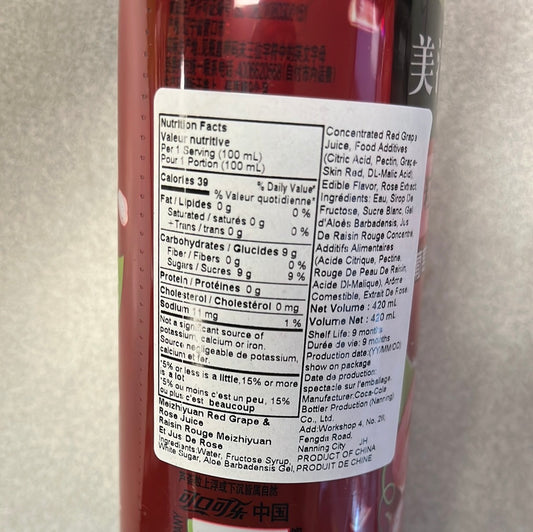 美
中国
Nutrition Facts
Valeur nutritive
Per 1 Serving (100 mL)
Pour 1 Portion (100 mL)
Calories 39
% Daily Value*
% Valeur quotidienne*
Fat / Lipides 0 g 0 %
Saturated / saturés 0 g
+Trans / trans 0 g 0 %
Carbohydrates / Glucides 9 g
Fiber / Fibers 0 g 0 %
Sugars / Sucres 9 g 9 %
Protein / Protéines 0 g
Cholesterol / Cholestérol 0 mg
Sodium 11 mg 1 %
Not a significant source of
potassium, calcium or iron.
Source négligeable de potassium,
calcium et fer.
*5% or less is a little, 15% or more
is a lot
*5% ou moins c'est un peu, 15%
ou plus c'est beaucoup
Meizhiyuan Red Grape &
Rose Juice
Raisin Rouge Meizhiyuan
Et Jus De Rose
Ingredients:Water, Fructose Syrup,
White Sugar, Aloe Barbadensis Gel,
Concentrated Red Grape
Juice, Food Additives
(Citric Acid, Pectin, Grape-
Skin Red, DL-Malic Acid),
Edible Flavor, Rose Extract.
Ingrédients: Eau, Sirop De
Fructose, Sucre Blanc, Gel
d'Aloès Barbadensis, Jus
De Raisin Rouge Concentré,
Additifs Alimentaires
(Acide Citrique, Pectine,
Rouge De Peau De Raisin,
Acide Dl-Malique), Arôme
Comestible, Extrait De Rose.
Net Volume : 420 mL
Volume Net : 420 mL
Shelf Life: 9 months
Durée de vie: 9 months
Production date:(YY/MM/DD)
show on package
Date de production:
spectacle sur l'emballage
Manufacturer:Coca-Cola
Bottler Production (Nanning)
Co., Ltd.
Add:Workshop 4, No. 26,
Fengda Road,
Nanning City JH
PRODUCT OF CHINA
PRODUIT DE CHINE